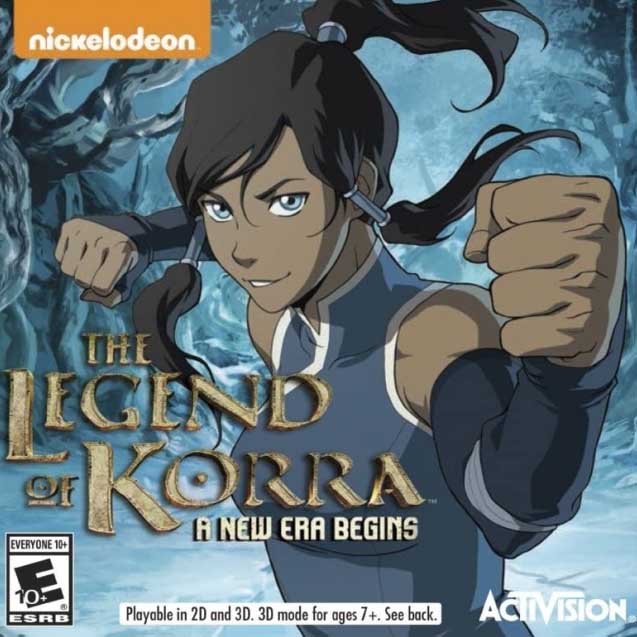 nickelodeon
THE
LEGEND
OF KORRA™
A NEW ERA BEGINS
EVERYONE 10+
E
10+
®
ESRB
Playable in 2D and 3D. 3D mode for ages 7+. See back.
ACTIVISION